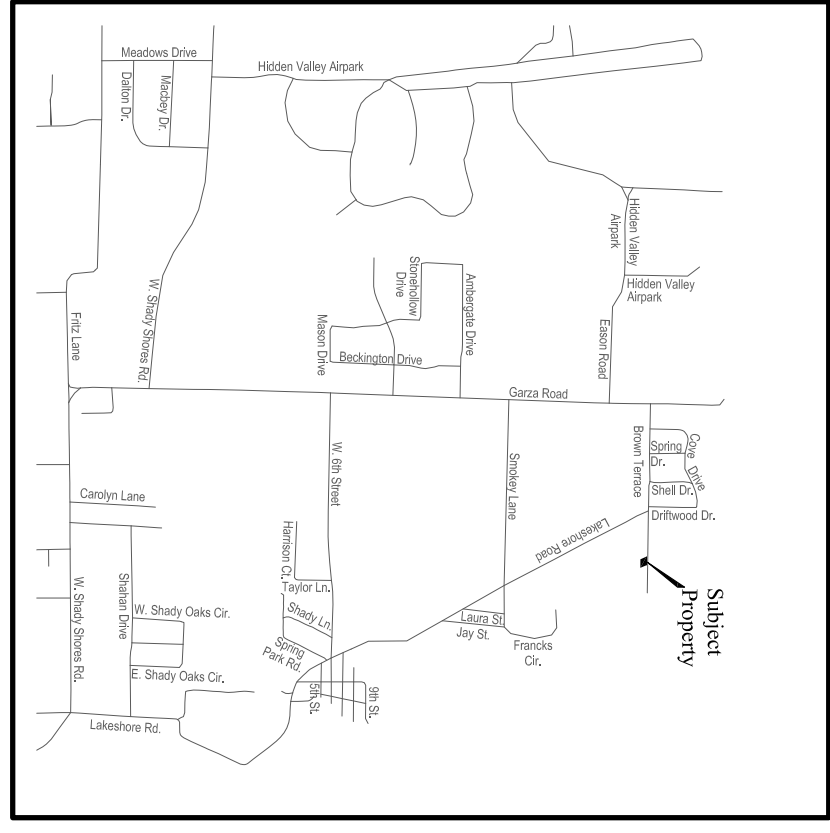 Meadows Drive
Hidden Valley Airpark
Dalton Dr.
Macbey Dr.
Hidden Valley
Airpark
Hidden Valley
Airpark
Stonehollow
Drive
Ambergate Drive
W. Shady Shores Rd.
Fritz Lane
Mason Drive
Beckington Drive
Eason Road
Garza Road
Brown Terrace
Cove Drive
Spring
Dr.
Shell Dr.
Driftwood Dr.
W. 6th Street
Smokey Lane
Lakeshore Road
Carolyn Lane
Harrison Ct.
Taylor Ln.
Shady Ln.
Spring
Park Rd.
Shahan Drive
W. Shady Oaks Cir.
E. Shady Oaks Cir.
W. Shady Shores Rd.
Laura St.
Jay St.
Francks
Cir.
Subject
Property
5th St.
9th St.
Lakeshore Rd.